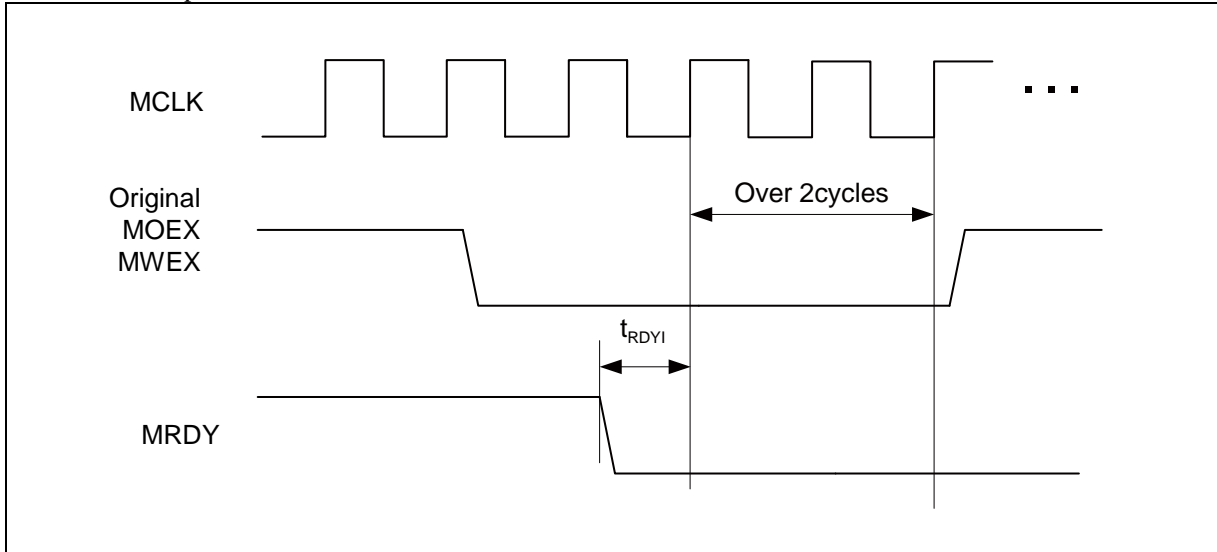 MCLK
. . .
Original
MOEX
MWEX
Over 2cycles
tRDYI
MRDY